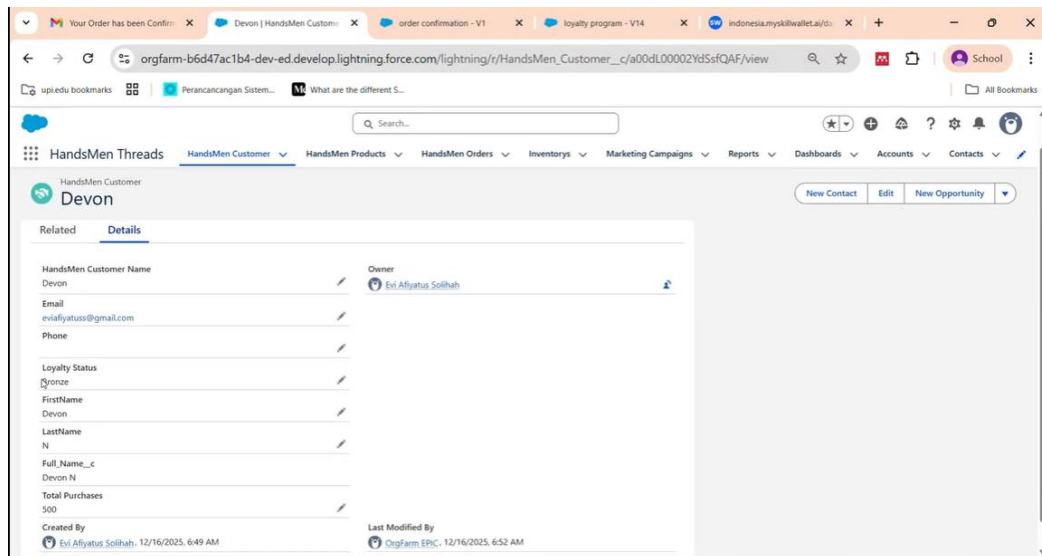 Your Order has been Confirm
Devon | HandsMen Custome
order confirmation - V1
loyalty program - V14
indonesia.myskillwallet.ai/da
orgfarm-b6d47ac1b4-dev-ed.develop.lightning.force.com/lightning/r/HandsMen_Customer__c/a00dL00002YdSsfQAF/view
School
upi.edu bookmarks
Perancancangan Sistem...
What are the different S...
All Bookmarks
Search...
HandsMen Threads
HandsMen Customer
HandsMen Products
HandsMen Orders
Inventorys
Marketing Campaigns
Reports
Dashboards
Accounts
Contacts
HandsMen Customer
Devon
New Contact
Edit
New Opportunity
Related
Details
HandsMen Customer Name
Devon
Owner
Evi Afiyatus Solihah
Email
eviafiyatuss@gmail.com
Phone
Loyalty Status
Bronze
FirstName
Devon
LastName
N
Full_Name__c
Devon N
Total Purchases
500
Created By
Evi Afiyatus Solihah, 12/16/2025, 6:49 AM
Last Modified By
OrgFarm EPIC, 12/16/2025, 6:52 AM